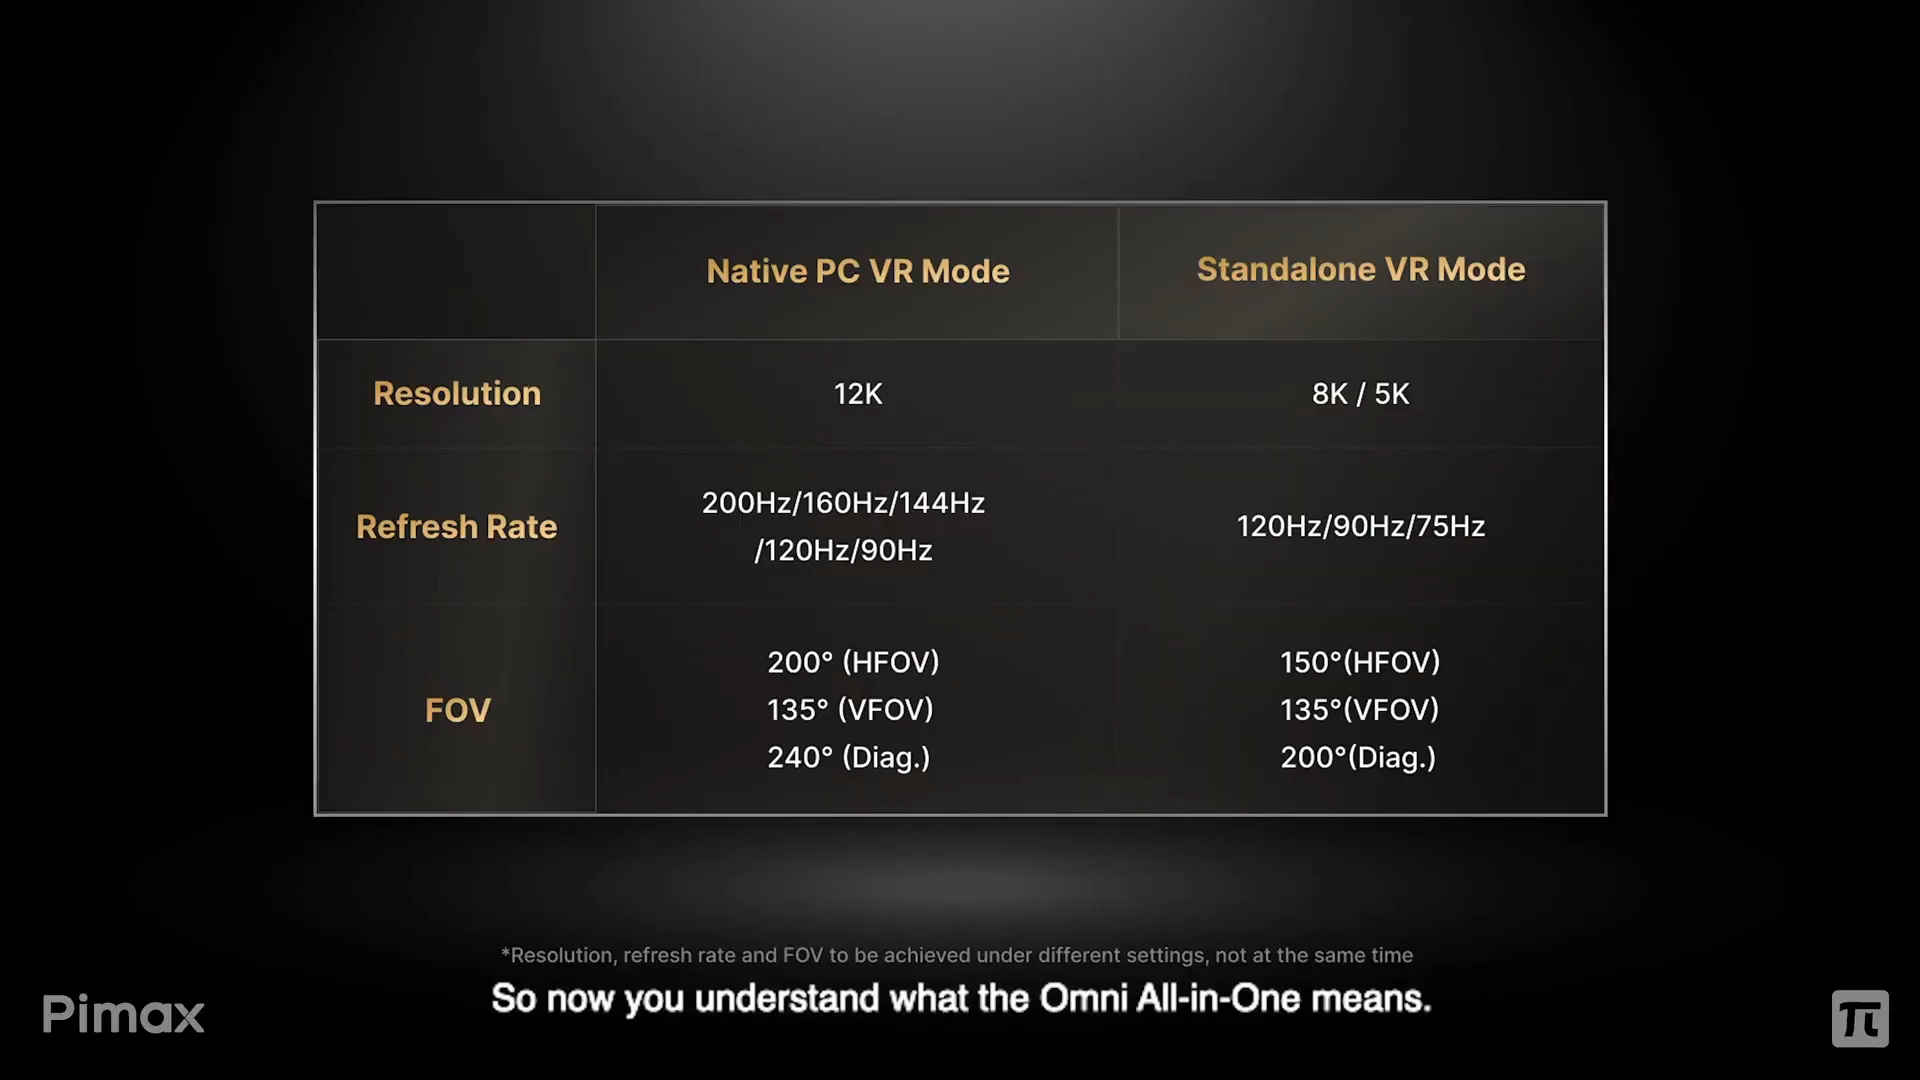 Native PC VR Mode
Standalone VR Mode
Resolution
12K
8K / 5K
Refresh Rate
200Hz/160Hz/144Hz
/120Hz/90Hz
120Hz/90Hz/75Hz
FOV
200° (HFOV)
135° (VFOV)
240° (Diag.)
150°(HFOV)
135°(VFOV)
200°(Diag.)
*Resolution, refresh rate and FOV to be achieved under different settings, not at the same time
So now you understand what the Omni All-in-One means.
Pimax
π